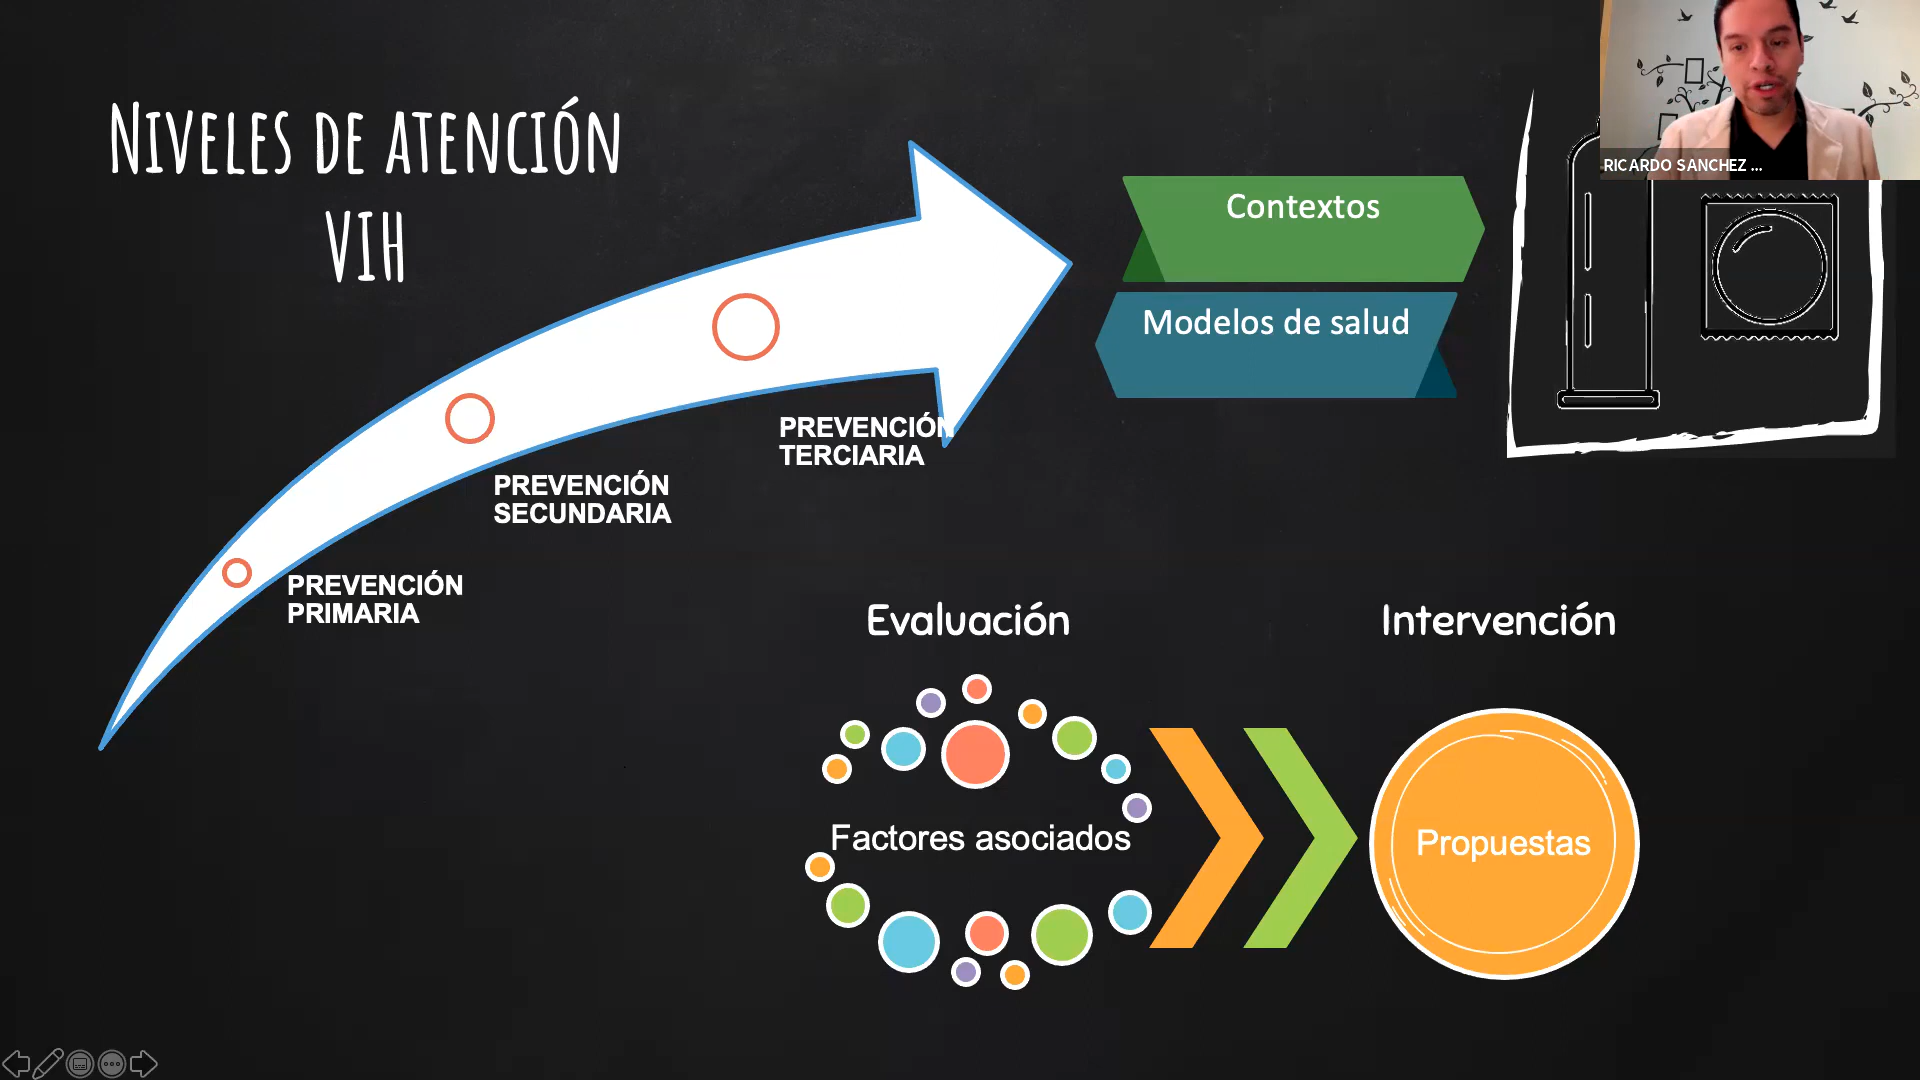 Niveles de atención
VIH
RICARDO SANCHEZ ...
Contextos
Modelos de salud
PREVENCIÓN
TERCIARIA
PREVENCIÓN
SECUNDARIA
PREVENCIÓN
PRIMARIA
Evaluación
Intervención
Factores asociados
Propuestas